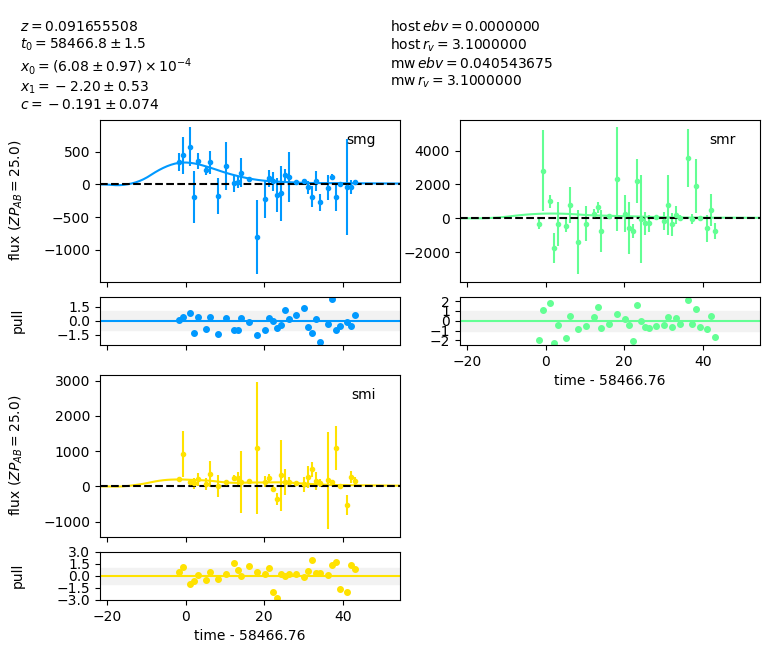 z = 0.091655508
t₀ = 58466.8 ± 1.5
x₀ = (6.08 ± 0.97) × 10⁻⁴
x₁ = −2.20 ± 0.53
c = −0.191 ± 0.074
host ebv = 0.0000000
host r_v = 3.1000000
mw ebv = 0.040543675
mw r_v = 3.1000000
smg
flux (ZP_AB = 25.0)
500
0
−500
−1000
pull
1.5
0.0
−1.5
smr
4000
2000
0
−2000
2
1
0
−1
−2
−20 0 20 40
time - 58466.76
smi
flux (ZP_AB = 25.0)
3000
2000
1000
0
−1000
pull
3.0
1.5
0.0
−1.5
−3.0
−20 0 20 40
time - 58466.76